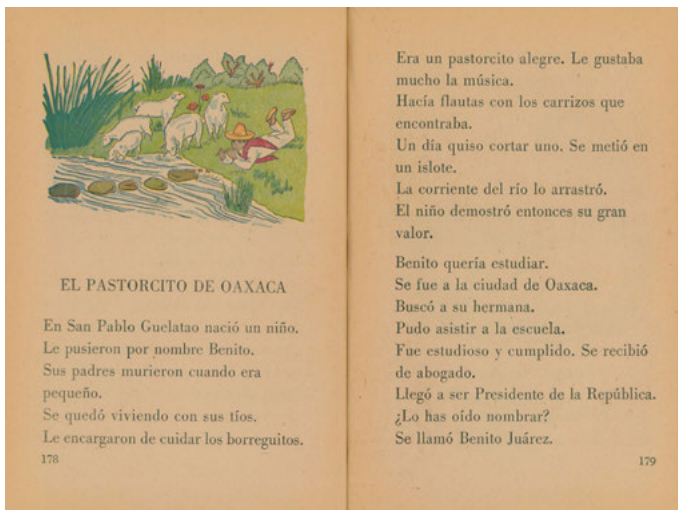 EL PASTORCITO DE OAXACA
En San Pablo Guelatao nació un niño.
Le pusieron por nombre Benito.
Sus padres murieron cuando era
pequeño.
Se quedó viviendo con sus tíos.
Le encargaron de cuidar los borreguitos.
178
Era un pastorcito alegre. Le gustaba
mucho la música.
Hacía flautas con los carrizos que
encontraba.
Un día quiso cortar uno. Se metió en
un islote.
La corriente del río lo arrastró.
El niño demostró entonces su gran
valor.
Benito quería estudiar.
Se fue a la ciudad de Oaxaca.
Buscó a su hermana.
Pudo asistir a la escuela.
Fue estudioso y cumplido. Se recibió
de abogado.
Llegó a ser Presidente de la República.
¿Lo has oído nombrar?
Se llamó Benito Juárez.
179